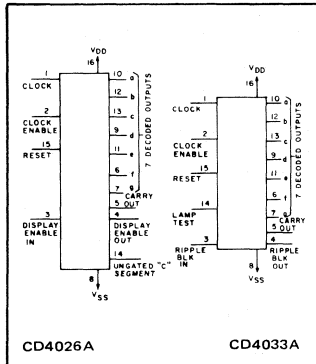 VDD
16
1
CLOCK
2
CLOCK
ENABLE
15
RESET
3
DISPLAY
ENABLE
IN
10 a
12 b
13 c
9 d
11 e
6 f
7 g
7 DECODED OUTPUTS
CARRY
5 OUT
4
DISPLAY
ENABLE
OUT
14
UNGATED "C"
SEGMENT
8
VSS
CD4026A
VDD
16
1
CLOCK
2
CLOCK
ENABLE
15
RESET
14
LAMP
TEST
3
RIPPLE
BLK IN
10 a
12 b
13 c
9 d
11 e
6 f
7 g
7 DECODED OUTPUTS
CARRY
5 OUT
4
RIPPLE
BLK OUT
8
VSS
CD4033A